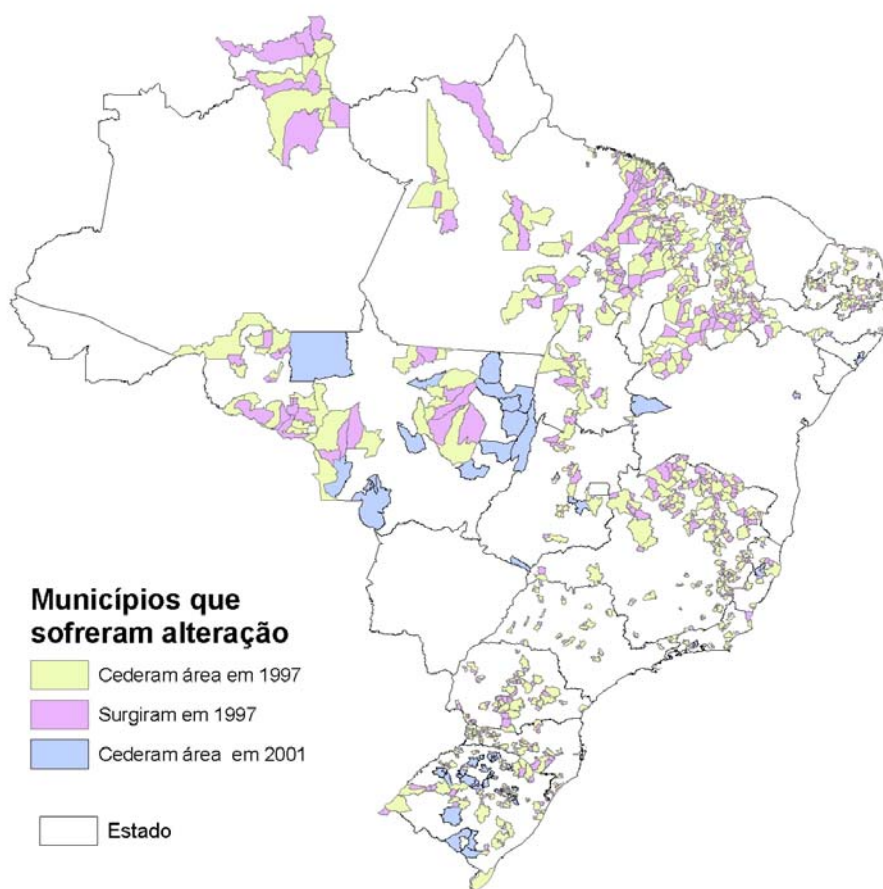 Municípios que
sofreram alteração
Cederam área em 1997
Surgiram em 1997
Cederam área em 2001
Estado